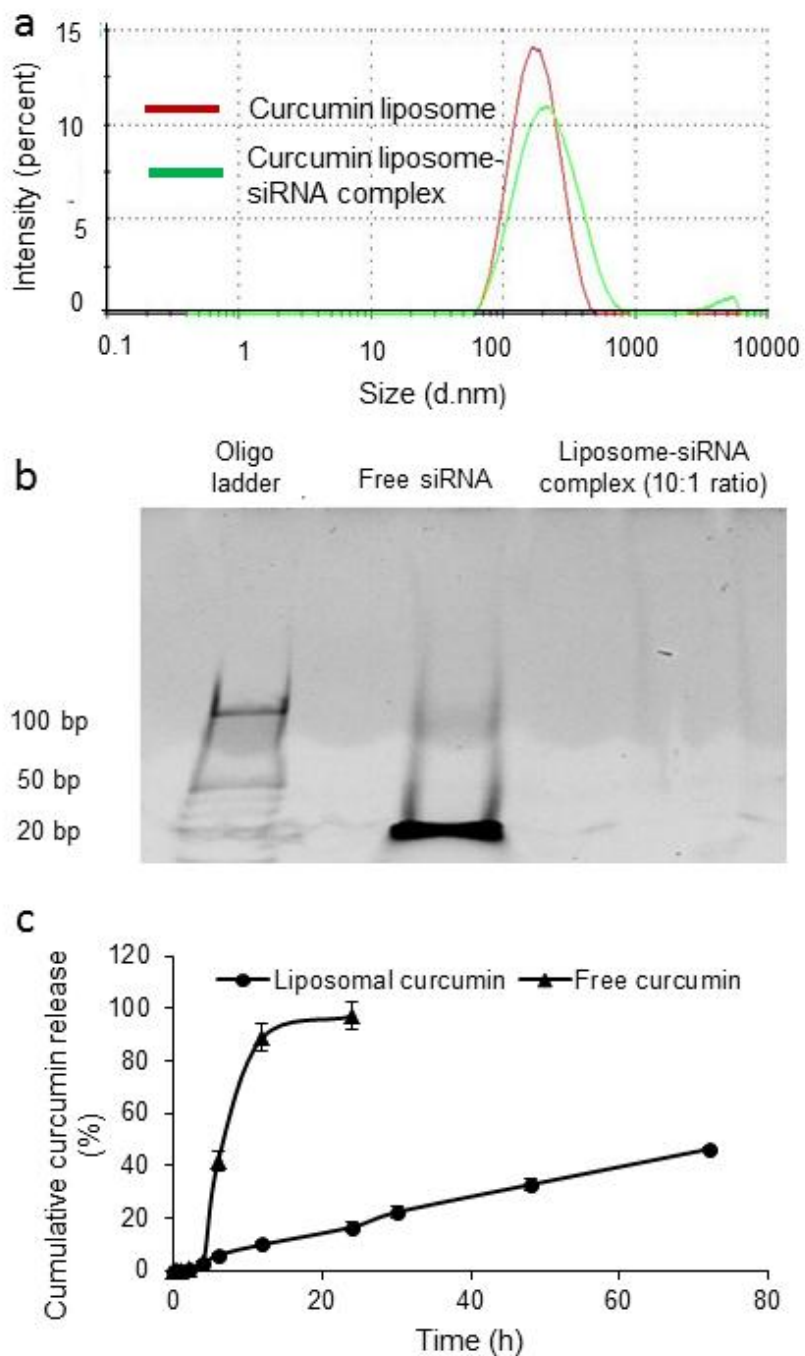 a
15
10
5
0
Intensity (percent)
Curcumin liposome
Curcumin liposome-
siRNA complex
0.1
1
10
100
1000
10000
Size (d.nm)
b
Oligo
ladder
Free siRNA
Liposome-siRNA
complex (10:1 ratio)
100 bp
50 bp
20 bp
c
120
100
80
60
40
20
0
Cumulative curcumin release
(%)
Liposomal curcumin
Free curcumin
0
20
40
60
80
Time (h)